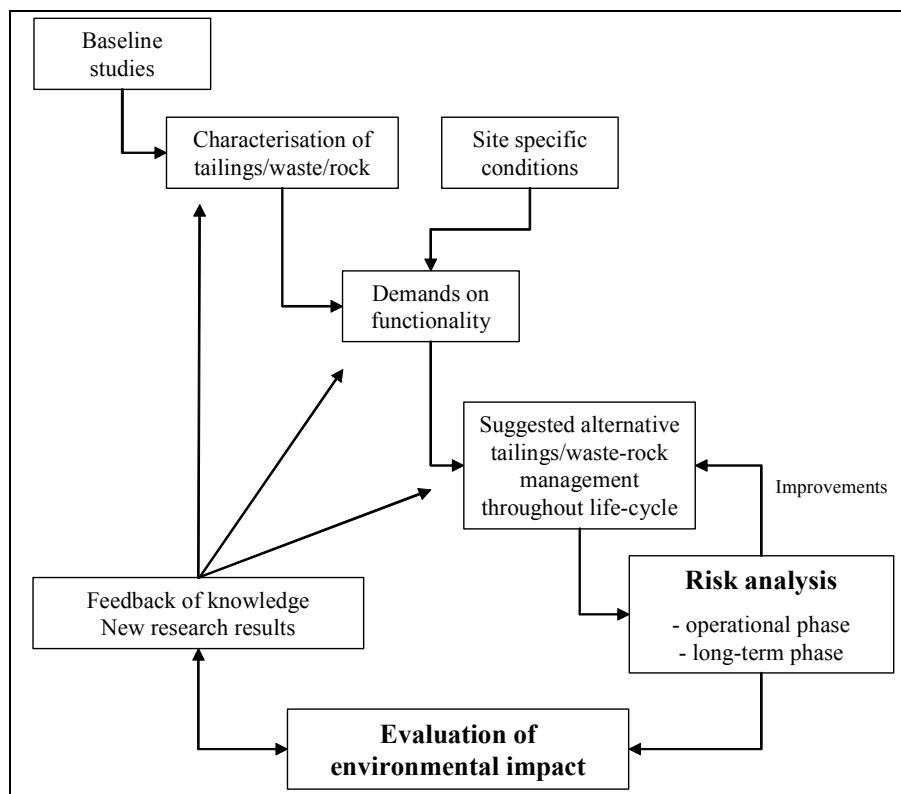 Baseline
studies
Characterisation of
tailings/waste/rock
Site specific
conditions
Demands on
functionality
Suggested alternative
tailings/waste-rock
management
throughout life-cycle
Improvements
Risk analysis
- operational phase
- long-term phase
Feedback of knowledge
New research results
Evaluation of
environmental impact